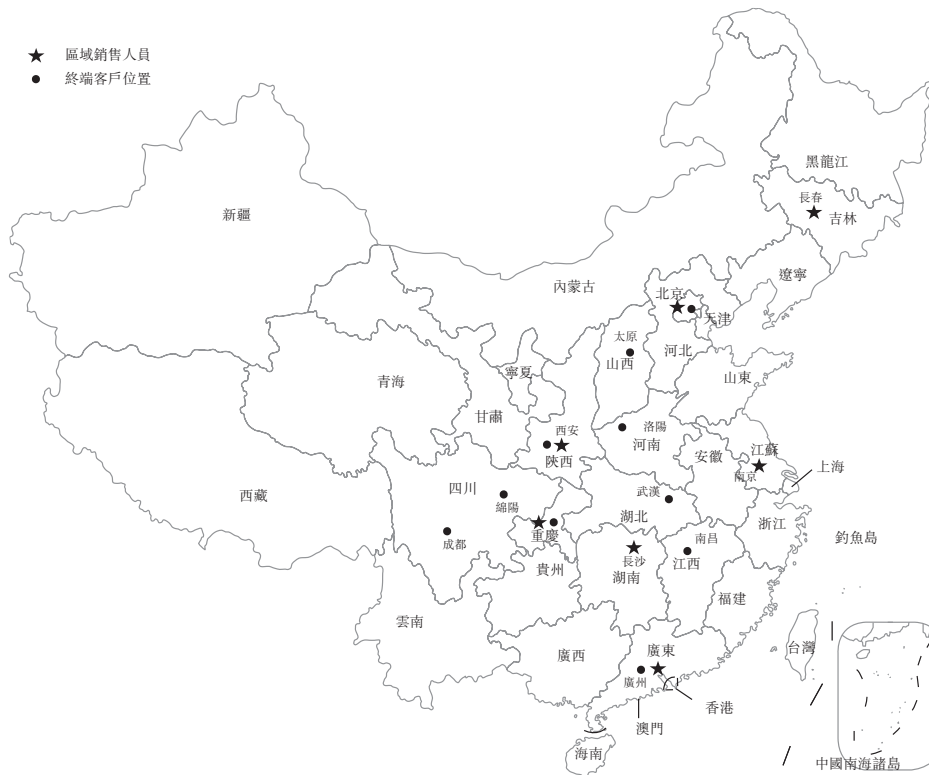 區域銷售人員
終端客戶位置
黑龍江
長春
吉林
新疆
遼寧
內蒙古
北京
天津
太原
河北
山西
寧夏
山東
青海
甘肅
洛陽
西安
河南
江蘇
安徽
陝西
上海
南京
四川
西藏
武漢
綿陽
湖北
浙江
重慶
南昌
釣魚島
成都
長沙
江西
貴州
湖南
福建
雲南
廣東
台灣
廣西
廣州
香港
澳門
海南
中國南海諸島